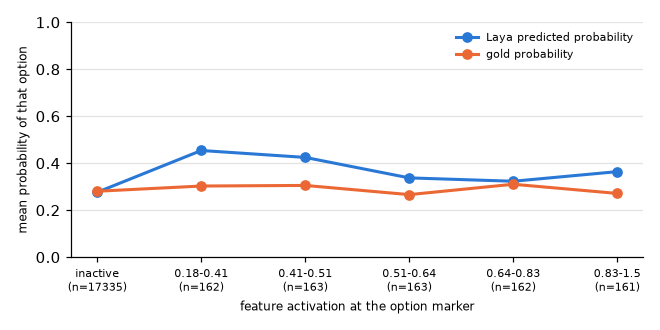 1.0
0.8
0.6
0.4
0.2
0.0
mean probability of that option
Laya predicted probability
gold probability
inactive
(n=17335)
0.18-0.41
(n=162)
0.41-0.51
(n=163)
0.51-0.64
(n=163)
0.64-0.83
(n=162)
0.83-1.5
(n=161)
feature activation at the option marker